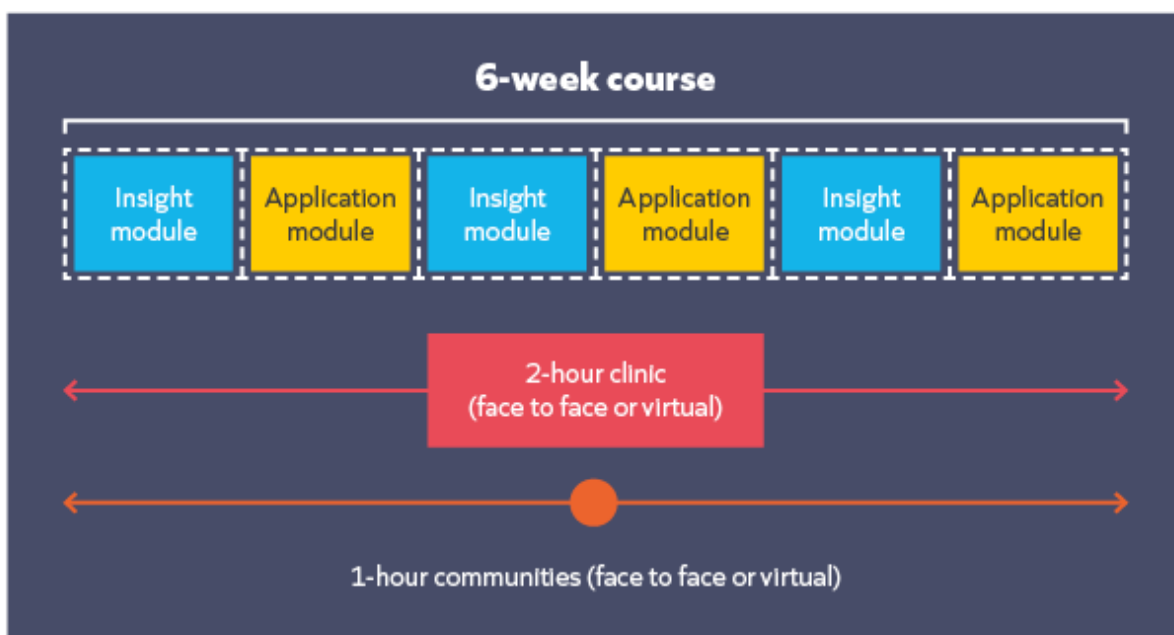 6-week course
Insight
module
Application
module
Insight
module
Application
module
Insight
module
Application
module
2-hour clinic
(face to face or virtual)
1-hour communities (face to face or virtual)